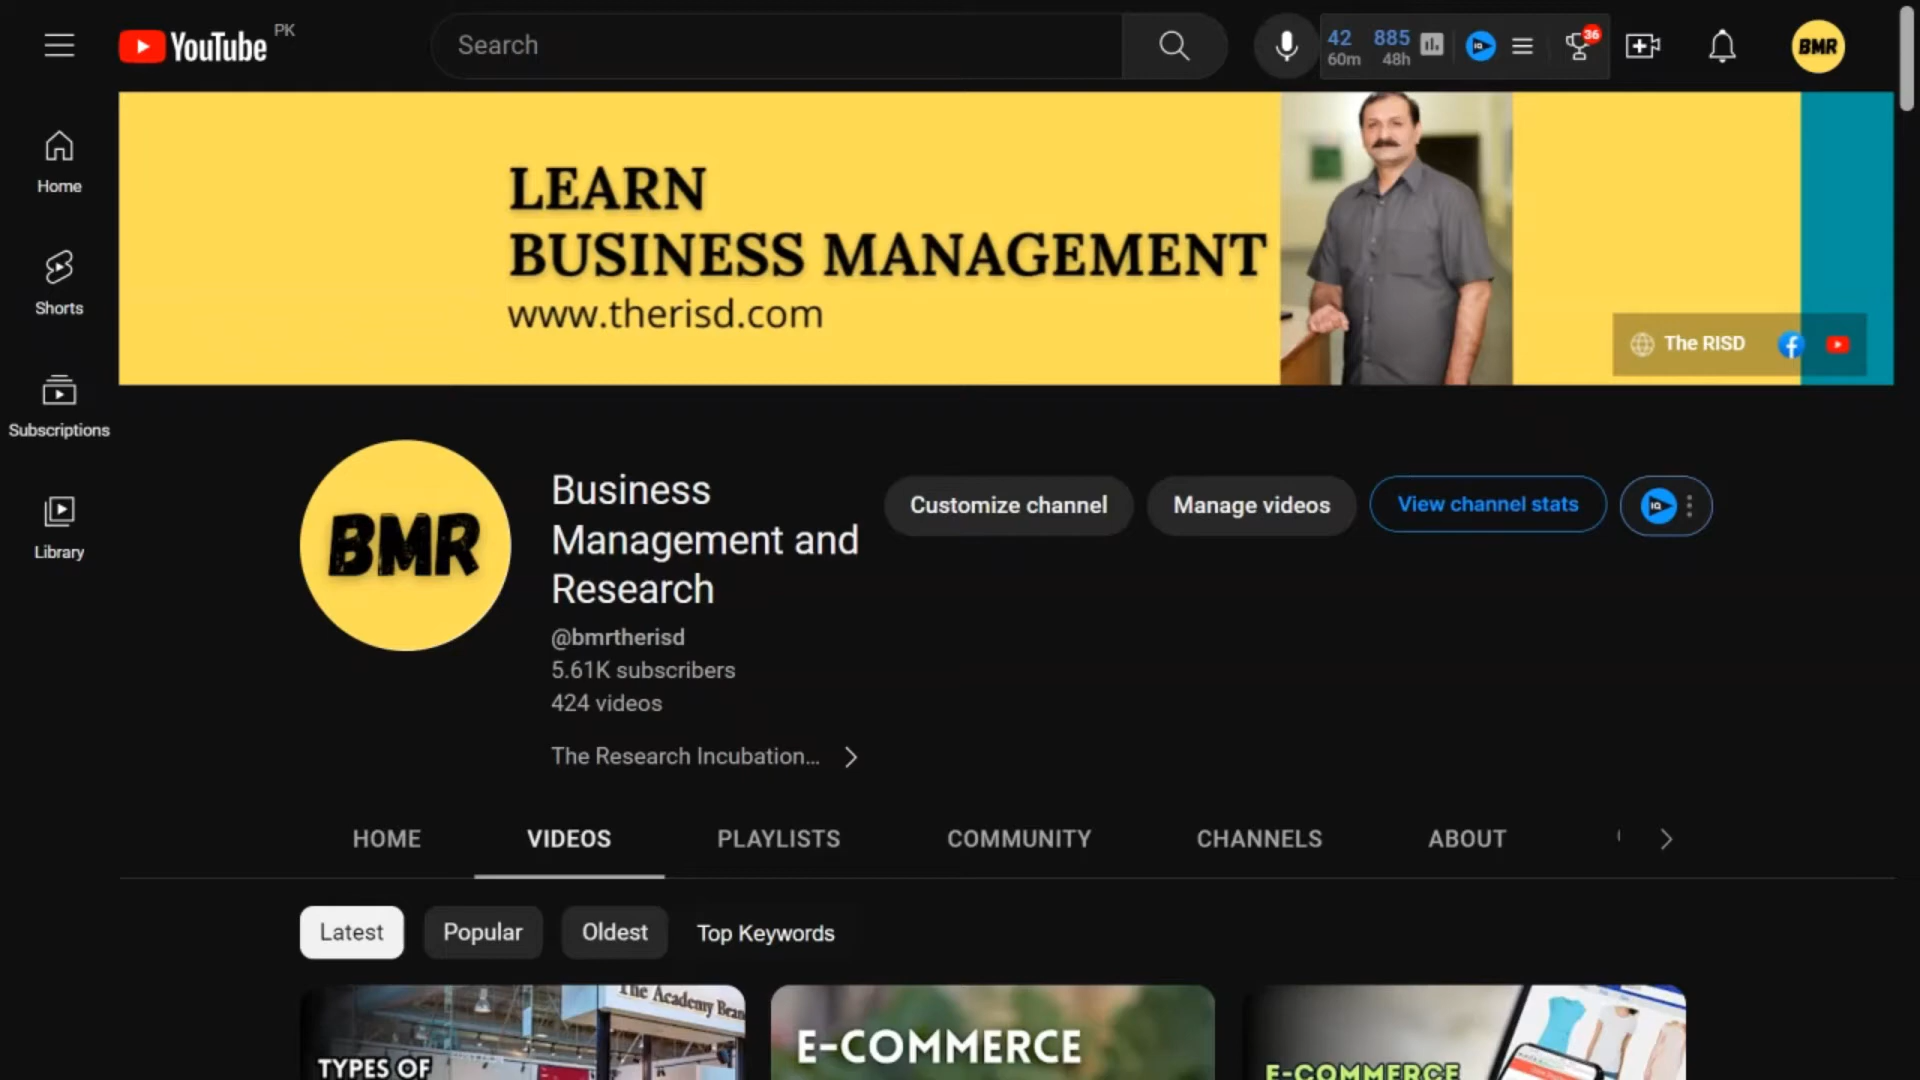 YouTube PK
Search
42 885
60m 48h
36
BMR
Home
Shorts
Subscriptions
Library
LEARN
BUSINESS MANAGEMENT
www.therisd.com
The RISD
BMR
Business
Management and
Research
@bmrtherisd
5.61K subscribers
424 videos
The Research Incubation...
Customize channel
Manage videos
View channel stats
IQ
HOME
VIDEOS
PLAYLISTS
COMMUNITY
CHANNELS
ABOUT
Latest
Popular
Oldest
Top Keywords
The Academy Bran
TYPES OF
E-COMMERCE
E-COMMERCE